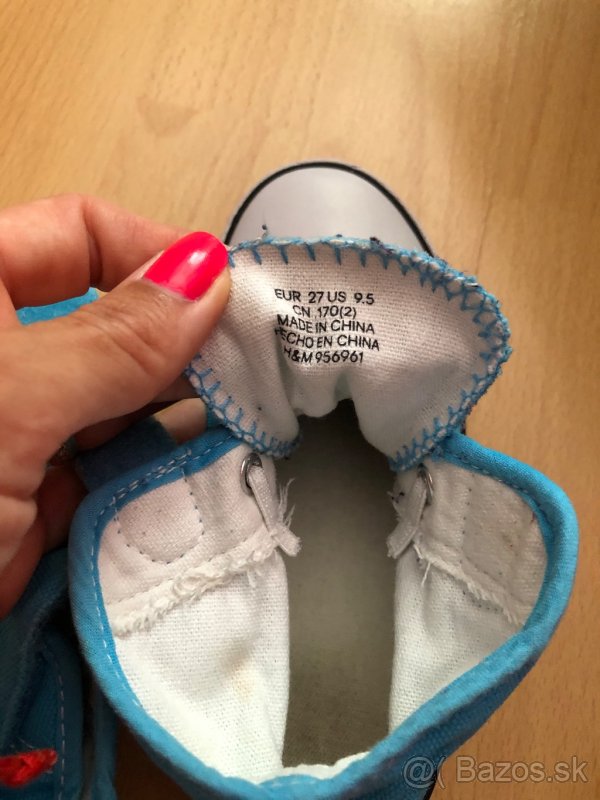 EUR 27 US 9.5
CN 170(2)
MADE IN CHINA
HECHO EN CHINA
H&M 956961
@( Bazos.sk